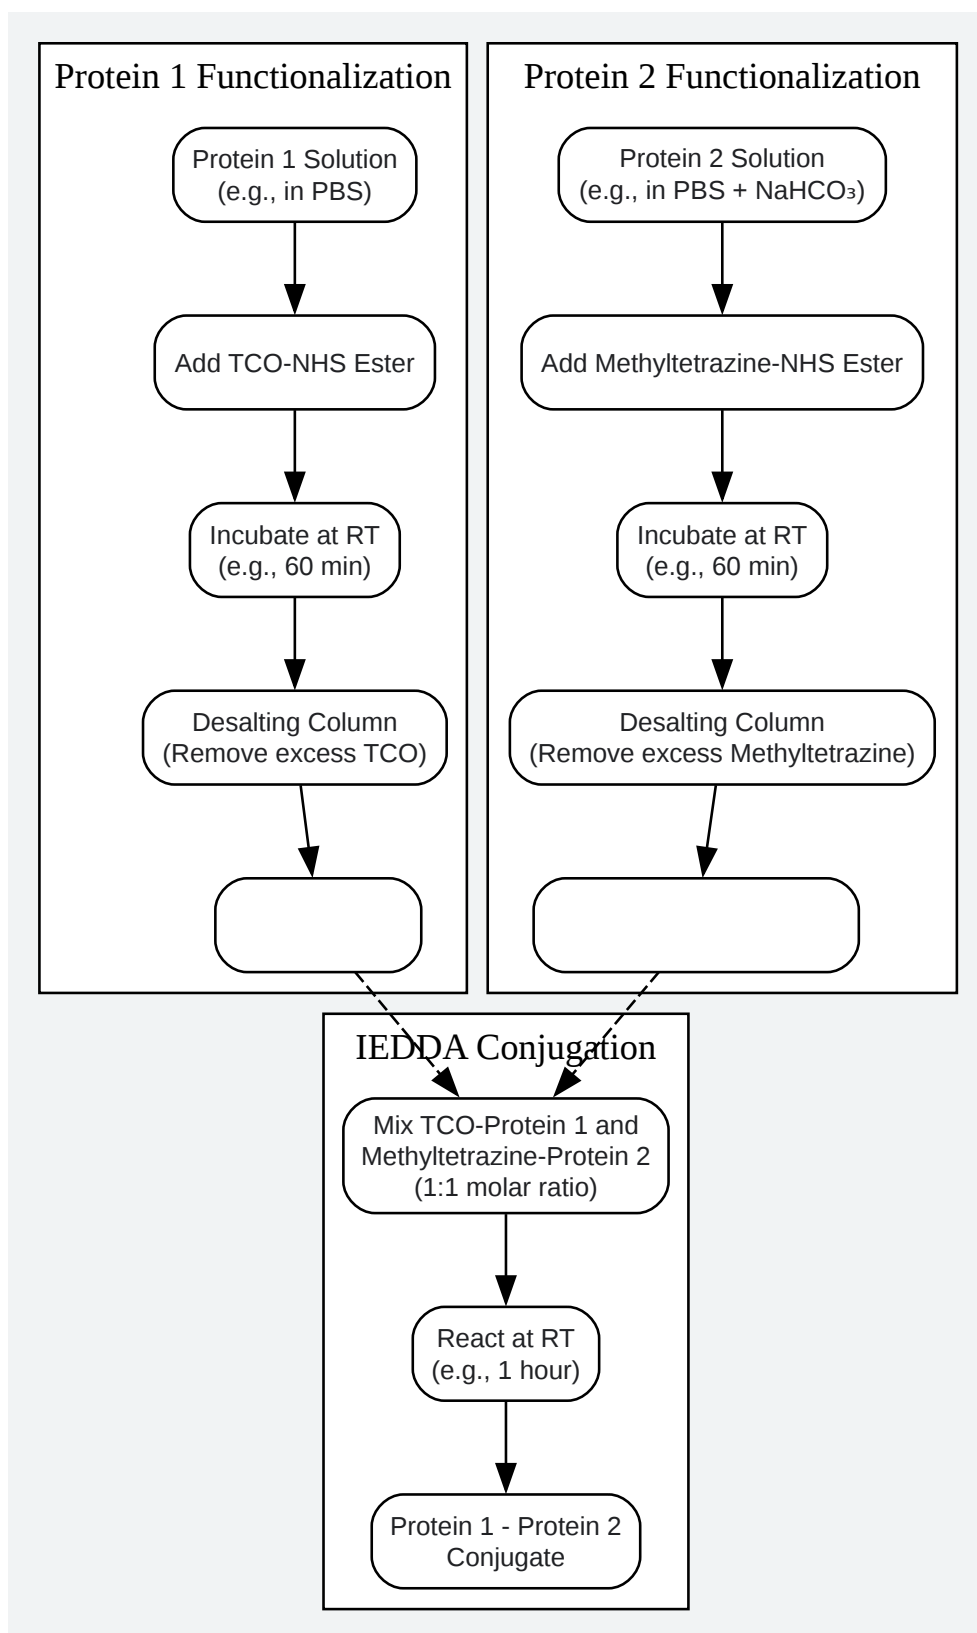 Protein 1 Functionalization
Protein 1 Solution
(e.g., in PBS)
Add TCO-NHS Ester
Incubate at RT
(e.g., 60 min)
Desalting Column
(Remove excess TCO)
Protein 2 Functionalization
Protein 2 Solution
(e.g., in PBS + NaHCO₃)
Add Methyltetrazine-NHS Ester
Incubate at RT
(e.g., 60 min)
Desalting Column
(Remove excess Methyltetrazine)
IEDDA Conjugation
Mix TCO-Protein 1 and
Methyltetrazine-Protein 2
(1:1 molar ratio)
React at RT
(e.g., 1 hour)
Protein 1 - Protein 2
Conjugate